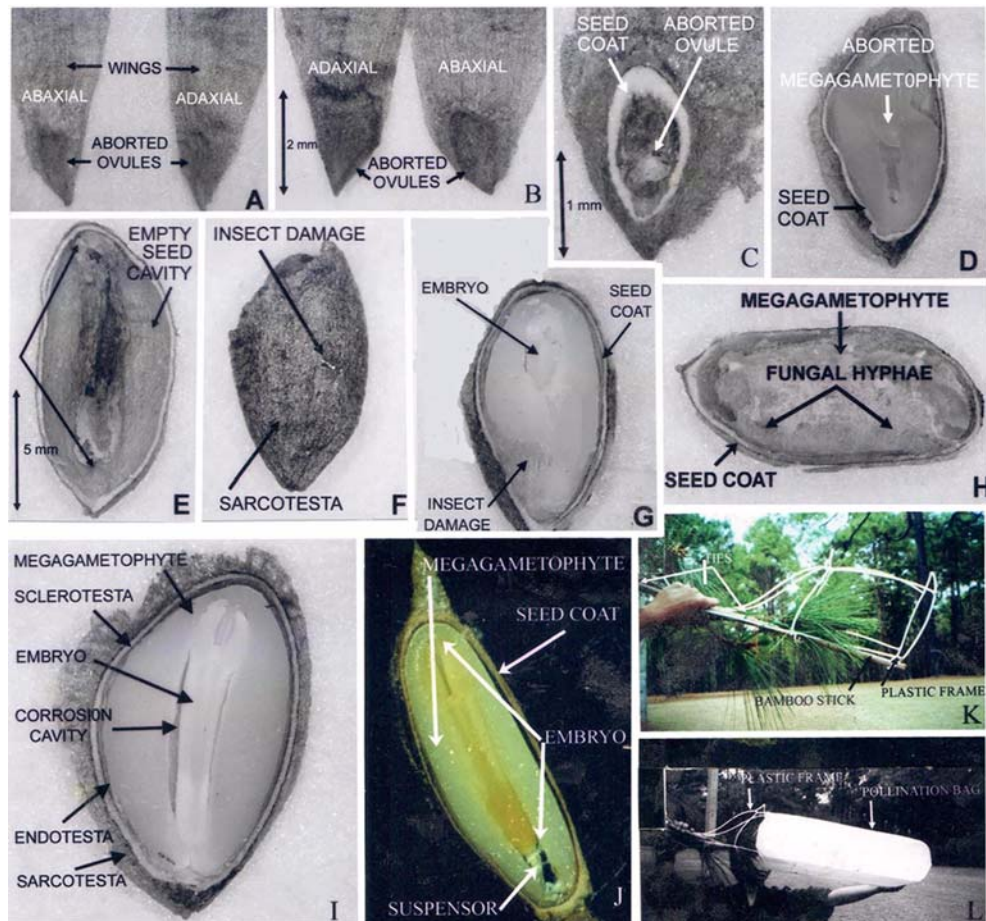 WINGS
ABAXIAL
ADAXIAL
ABORTED
OVULES
A
ADAXIAL
ABAXIAL
2 mm
ABORTED
OVULES
B
SEED
COAT
ABORTED
OVULE
1 mm
C
ABORTED
MEGAGAMETOPHYTE
SEED
COAT
D
EMPTY
SEED
CAVITY
5 mm
E
INSECT DAMAGE
SARCOTESTA
F
EMBRYO
SEED
COAT
INSECT
DAMAGE
G
MEGAGAMETOPHYTE
FUNGAL HYPHAE
SEED COAT
H
MEGAGAMETOPHYTE
SCLEROTESTA
EMBRYO
CORROSION
CAVITY
ENDOTESTA
SARCOTESTA
I
MEGAGAMETOPHYTE
SEED COAT
EMBRYO
SUSPENSOR
J
TIES
BAMBOO STICK
PLASTIC FRAME
K
PLASTIC FRAME
POLLINATION BAG
L